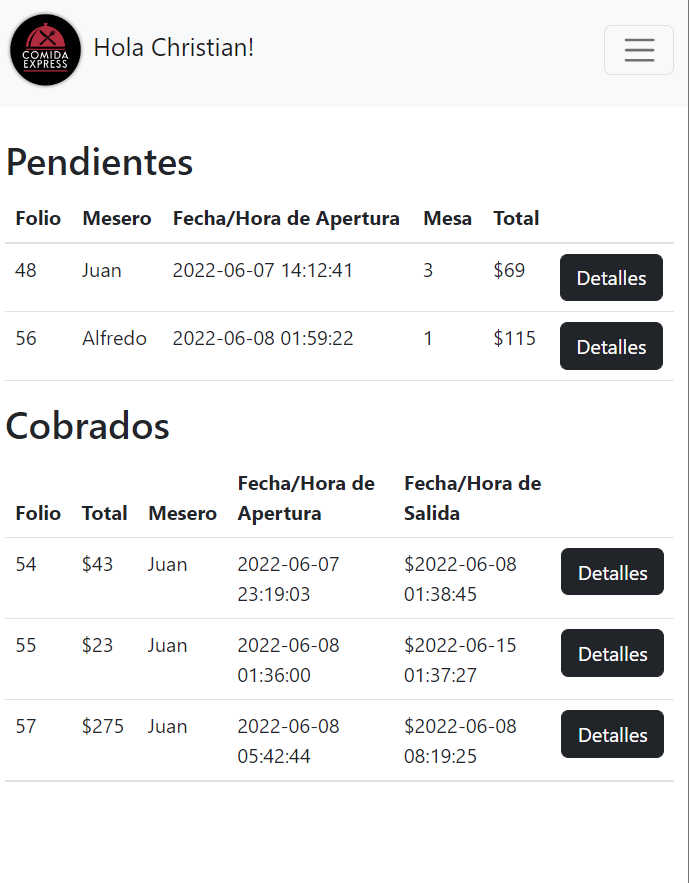 COMIDA
EXPRESS
Hola Christian!
Pendientes
Folio Mesero Fecha/Hora de Apertura Mesa Total
48 Juan 2022-06-07 14:12:41 3 $69 Detalles
56 Alfredo 2022-06-08 01:59:22 1 $115 Detalles
Cobrados
Fecha/Hora de Fecha/Hora de
Folio Total Mesero Apertura Salida
54 $43 Juan 2022-06-07 $2022-06-08 Detalles
23:19:03 01:38:45
55 $23 Juan 2022-06-08 $2022-06-15 Detalles
01:36:00 01:37:27
57 $275 Juan 2022-06-08 $2022-06-08 Detalles
05:42:44 08:19:25